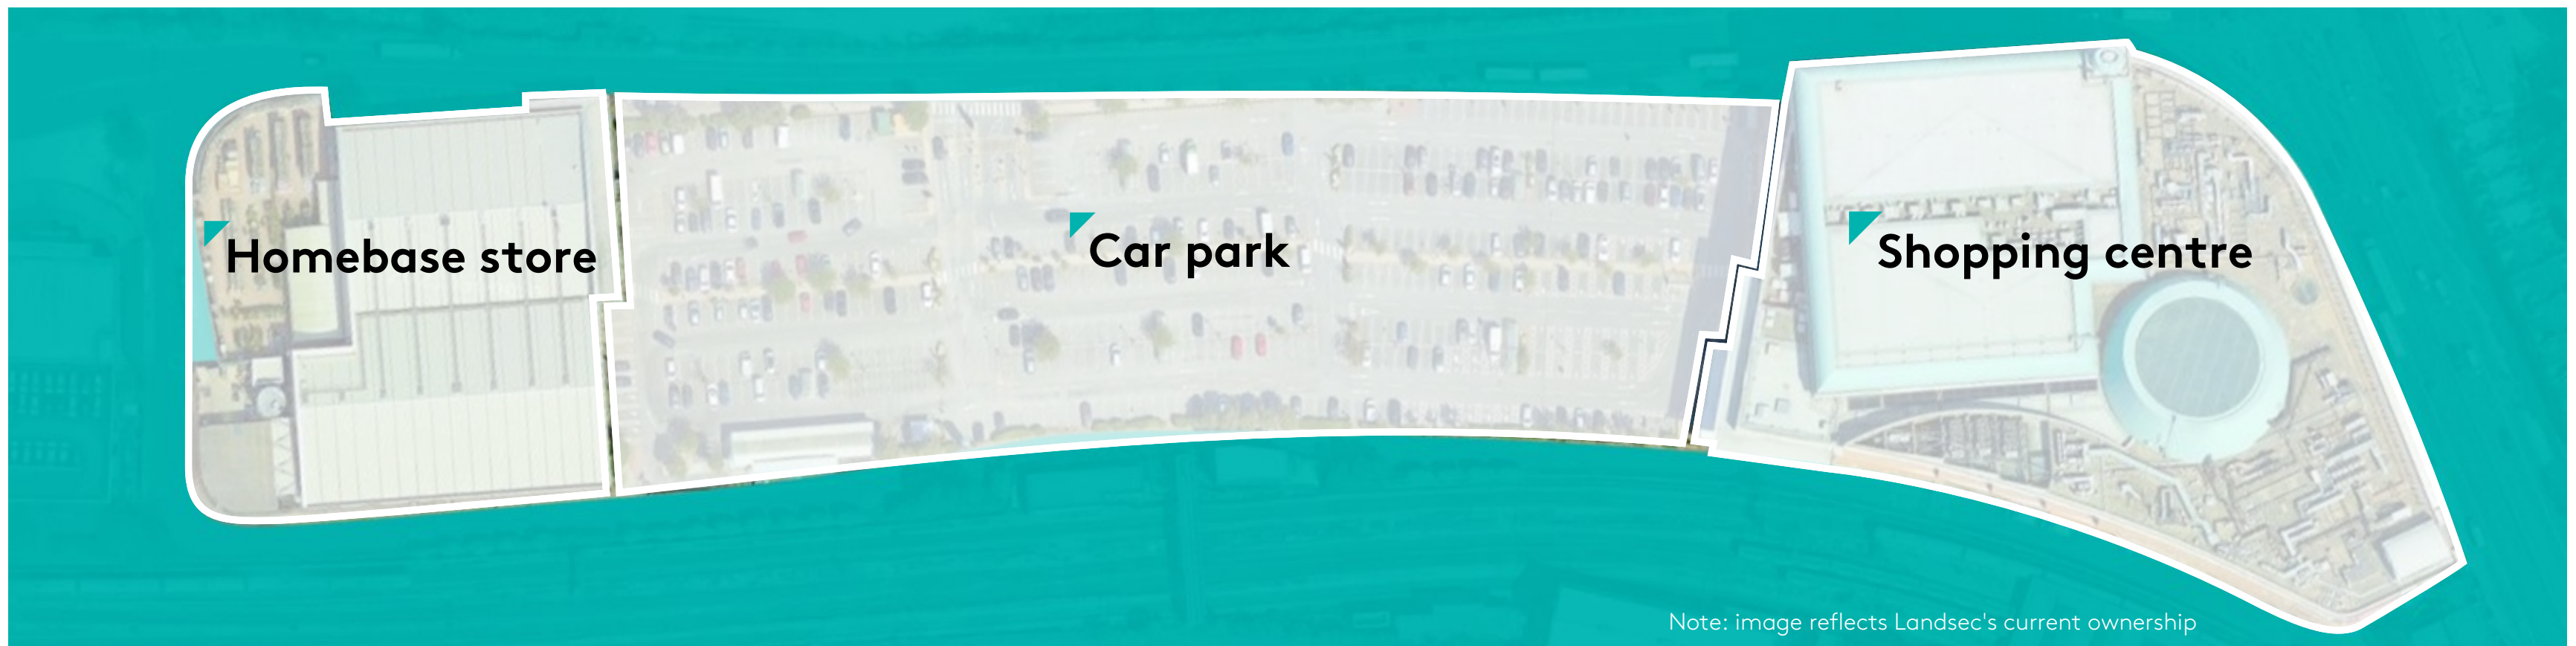 Homebase store
Car park
Shopping centre
Note: image reflects Landsec's current ownership